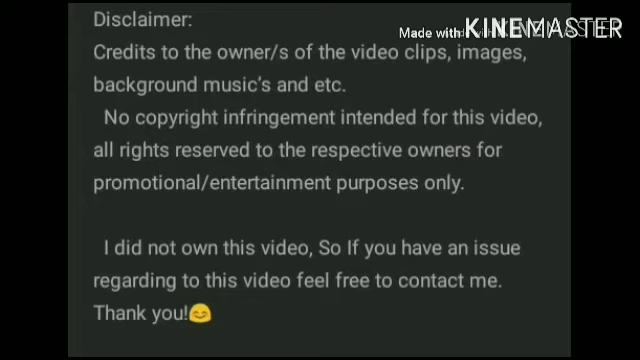 Disclaimer:
Made with KINEMASTER
Credits to the owner/s of the video clips, images,
background music's and etc.
No copyright infringement intended for this video,
all rights reserved to the respective owners for
promotional/entertainment purposes only.
I did not own this video, So If you have an issue
regarding to this video feel free to contact me.
Thank you!😊